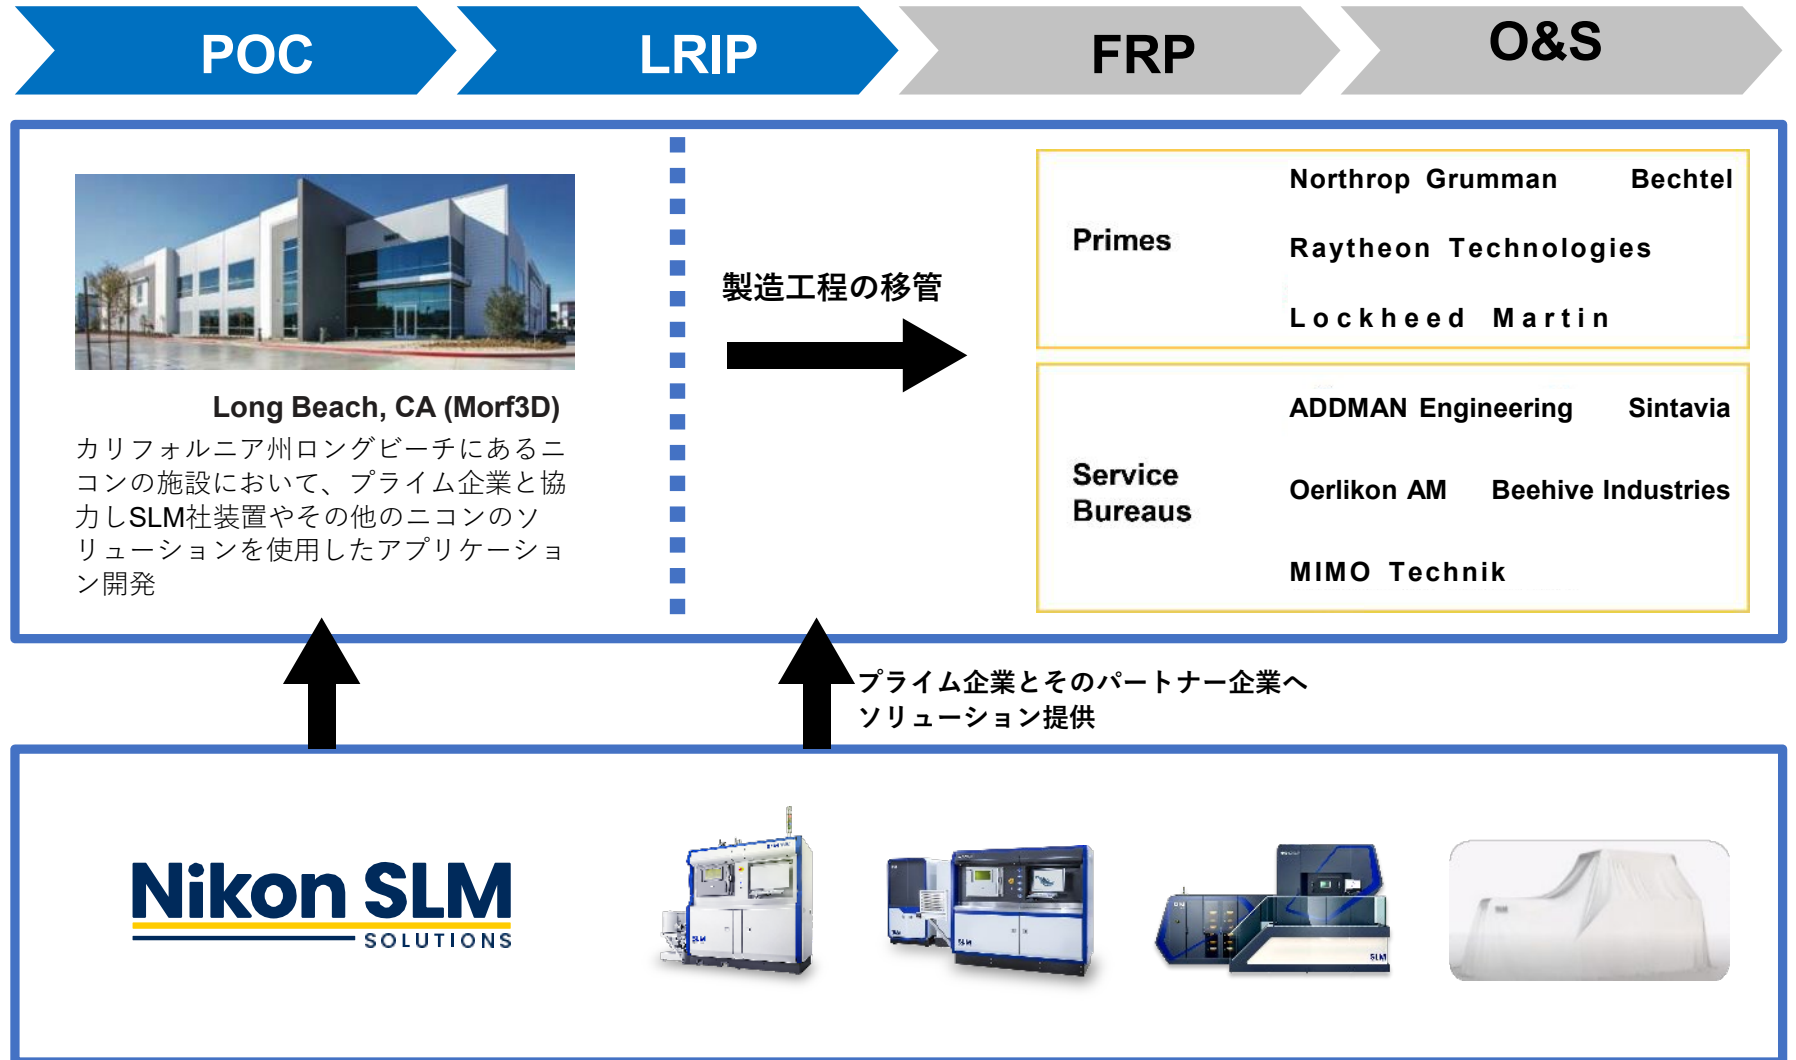 POC
LRIP
FRP
O&S
Long Beach, CA (Morf3D)
カリフォルニア州ロングビーチにあるニ
コンの施設において、プライム企業と協
力しSLM社装置やその他のニコンのソ
リューションを使用したアプリケーショ
ン開発
製造工程の移管
Primes
Northrop Grumman Bechtel
Raytheon Technologies
Lockheed Martin
Service
Bureaus
ADDMAN Engineering Sintavia
Oerlikon AM Beehive Industries
MIMO Technik
プライム企業とそのパートナー企業へ
ソリューション提供
Nikon SLM
SOLUTIONS
SLM
SLM
SLM